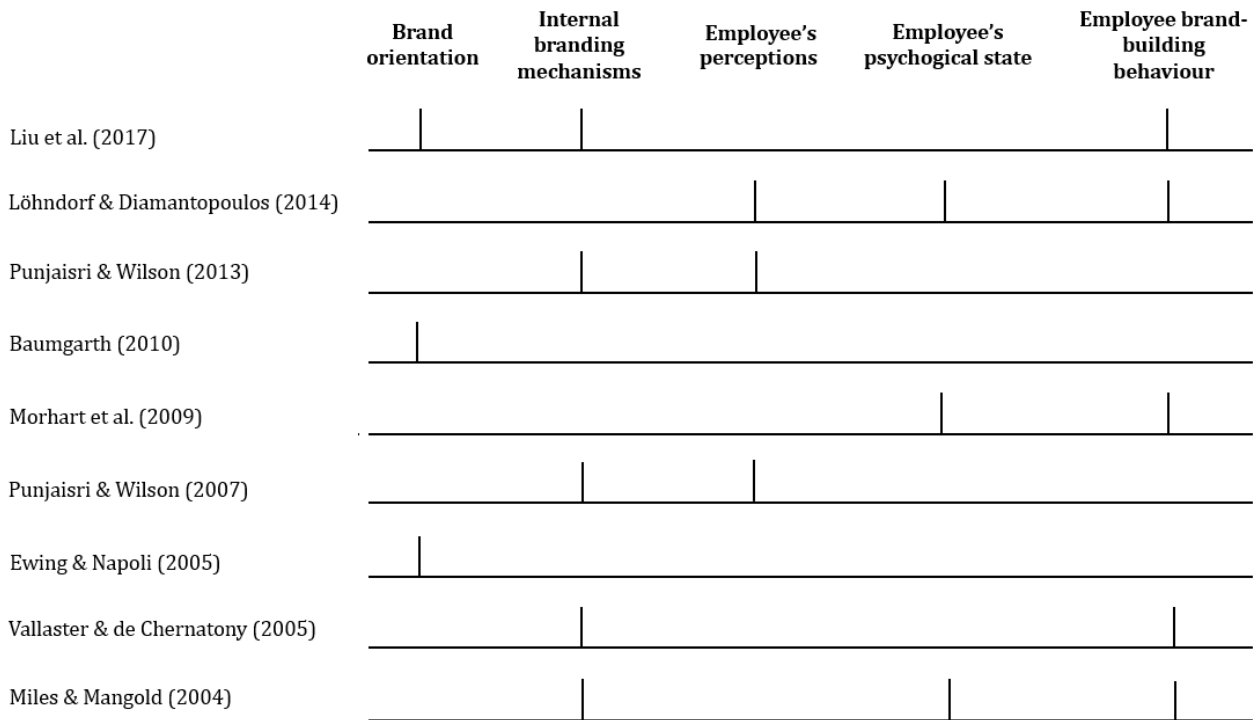 Brand orientation
Internal branding mechanisms
Employee's perceptions
Employee's psychogical state
Employee brand-building behaviour
Liu et al. (2017)
Löhndorf & Diamantopoulos (2014)
Punjaisri & Wilson (2013)
Baumgarth (2010)
Morhart et al. (2009)
Punjaisri & Wilson (2007)
Ewing & Napoli (2005)
Vallaster & de Chernatony (2005)
Miles & Mangold (2004)